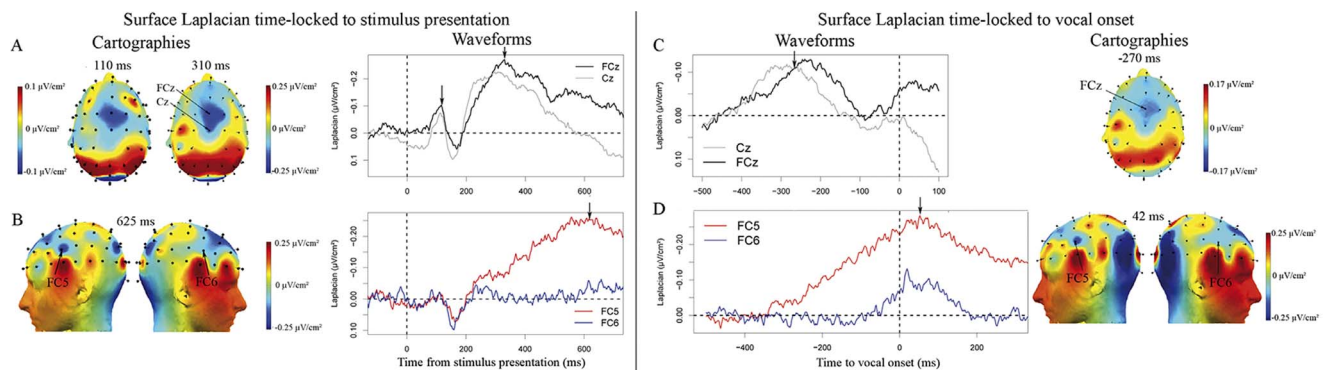 Surface Laplacian time-locked to stimulus presentation
Surface Laplacian time-locked to vocal onset
A
Cartographies
Waveforms
110 ms
310 ms
FCz
Cz
0.1 µV/cm²
0 µV/cm²
-0.1 µV/cm²
0.25 µV/cm²
0 µV/cm²
-0.25 µV/cm²
Laplacian (µV/cm²)
-0.2
-0.1
0.0
0.1
FCz
Cz
0
200
400
600
B
625 ms
FC5
FC6
0.25 µV/cm²
0 µV/cm²
-0.25 µV/cm²
Laplacian (µV/cm²)
-0.20
-0.10
0.00
0.10
FC5
FC6
0
200
400
600
Time from stimulus presentation (ms)
C
Waveforms
Cartographies
Laplacian (µV/cm²)
-0.10
0.00
0.10
Cz
FCz
-500
-400
-300
-200
-100
0
100
-270 ms
FCz
0.17 µV/cm²
0 µV/cm²
-0.17 µV/cm²
D
Laplacian (µV/cm²)
-0.20
-0.10
0.00
FC5
FC6
-400
-200
0
200
Time to vocal onset (ms)
42 ms
FC5
FC6
0.25 µV/cm²
0 µV/cm²
-0.25 µV/cm²